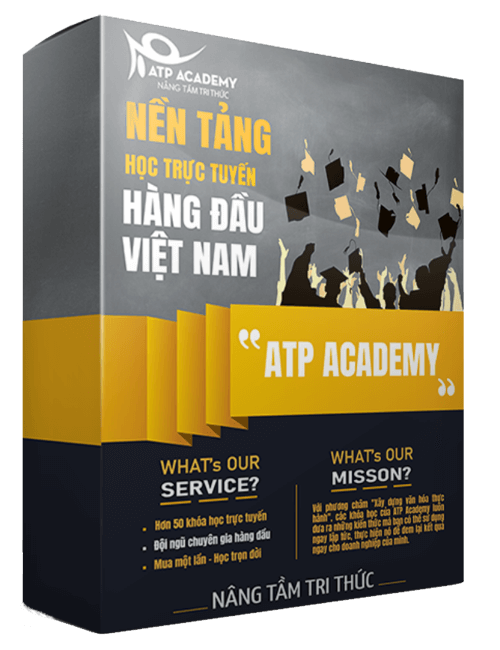 ATP ACADEMY
NÂNG TẦM TRI THỨC
NỀN TẢNG
HỌC TRỰC TUYẾN
HÀNG ĐẦU
VIỆT NAM
“ATP ACADEMY”
WHAT's OUR
SERVICE?
- Hơn 50 khóa học trực tuyến
- Đội ngũ chuyên gia hàng đầu
- Mua một lần - Học trọn đời
WHAT's OUR
MISSON?
Với phương châm "Xây dựng văn hóa thực
hành", các khóa học của ATP Academy luôn
đưa ra những kiến thức mà bạn có thể sử dụng
ngay lập tức, thực hiện nó để đem lại kết quả
ngay cho doanh nghiệp của mình.
NÂNG TẦM TRI THỨC